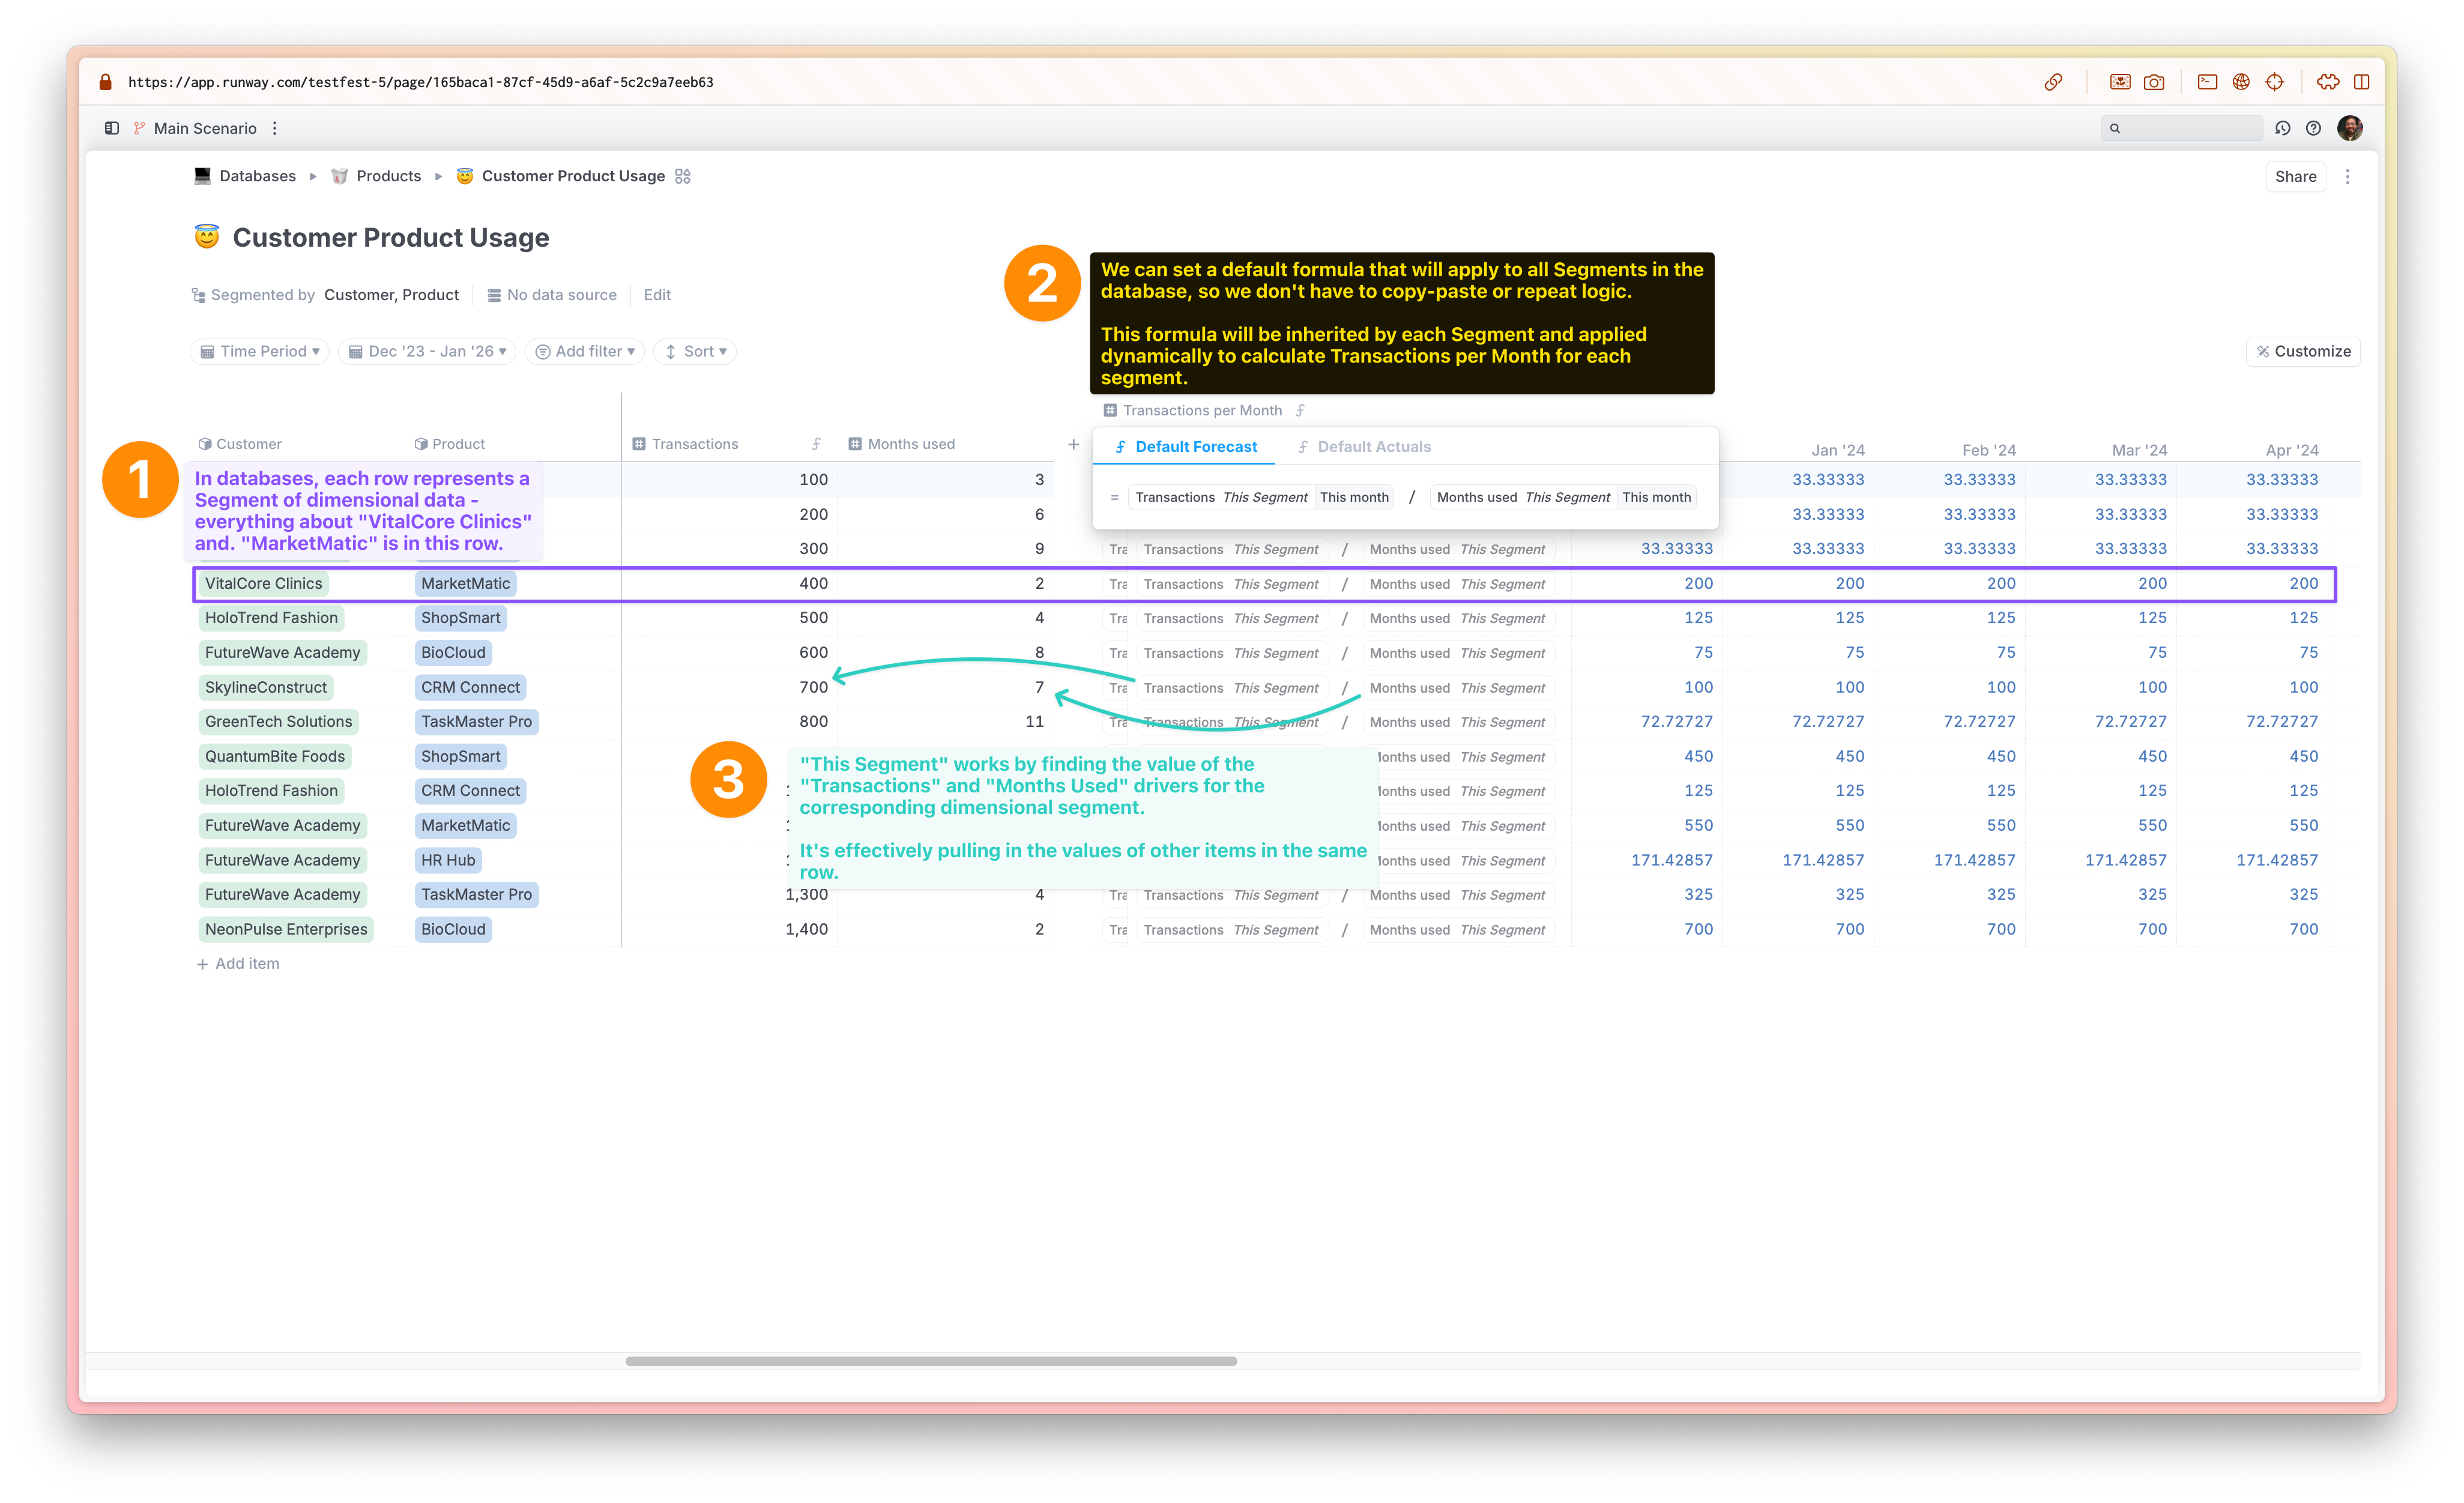 https://app.runway.com/testfest-5/page/165baca1-87cf-45d9-a6af-5c2c9a7eeb63
Main Scenario
Databases ▸ Products ▸ Customer Product Usage
Share
Customer Product Usage
Segmented by Customer, Product No data source Edit
Time Period Dec '23 - Jan '26 Add filter Sort
Customize
2
We can set a default formula that will apply to all Segments in the
database, so we don't have to copy-paste or repeat logic.
This formula will be inherited by each Segment and applied
dynamically to calculate Transactions per Month for each
segment.
Transactions per Month
Customer Product Transactions Months used + Jan '24 Feb '24 Mar '24 Apr '24
Default Forecast Default Actuals
= Transactions This Segment This month / Months used This Segment This month
1
In databases, each row represents a
Segment of dimensional data -
everything about "VitalCore Clinics"
and. "MarketMatic" is in this row.
100 3 33.33333 33.33333 33.33333 33.33333
200 6 33.33333 33.33333 33.33333 33.33333
300 9 Transactions This Segment / Months used This Segment 33.33333 33.33333 33.33333 33.33333 33.33333
VitalCore Clinics MarketMatic 400 2 Transactions This Segment / Months used This Segment 200 200 200 200 200
HoloTrend Fashion ShopSmart 500 4 Transactions This Segment / Months used This Segment 125 125 125 125 125
FutureWave Academy BioCloud 600 8 Transactions This Segment / Months used This Segment 75 75 75 75 75
SkylineConstruct CRM Connect 700 7 Transactions This Segment / Months used This Segment 100 100 100 100 100
GreenTech Solutions TaskMaster Pro 800 11 Transactions This Segment / Months used This Segment 72.72727 72.72727 72.72727 72.72727 72.72727
QuantumBite Foods ShopSmart Months used This Segment 450 450 450 450 450
HoloTrend Fashion CRM Connect Months used This Segment 125 125 125 125 125
FutureWave Academy MarketMatic Months used This Segment 550 550 550 550 550
FutureWave Academy HR Hub Months used This Segment 171.42857 171.42857 171.42857 171.42857 171.42857
FutureWave Academy TaskMaster Pro 1,300 4 Transactions This Segment / Months used This Segment 325 325 325 325 325
NeonPulse Enterprises BioCloud 1,400 2 Transactions This Segment / Months used This Segment 700 700 700 700 700
3
"This Segment" works by finding the value of the
"Transactions" and "Months Used" drivers for the
corresponding dimensional segment.
It's effectively pulling in the values of other items in the same
row.
+ Add item